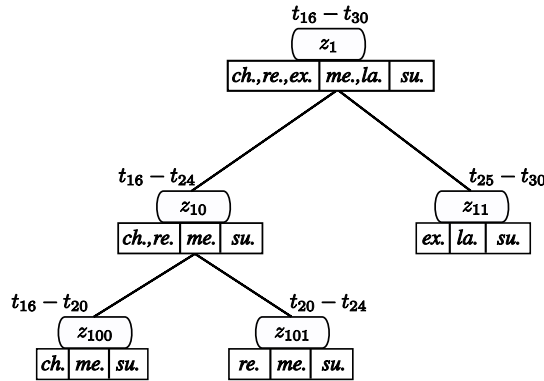 t₁₆ − t₃₀
z₁
ch.,re.,ex. me.,la. su.
t₁₆ − t₂₄
z₁₀
ch.,re. me. su.
t₂₅ − t₃₀
z₁₁
ex. la. su.
t₁₆ − t₂₀
z₁₀₀
ch. me. su.
t₂₀ − t₂₄
z₁₀₁
re. me. su.